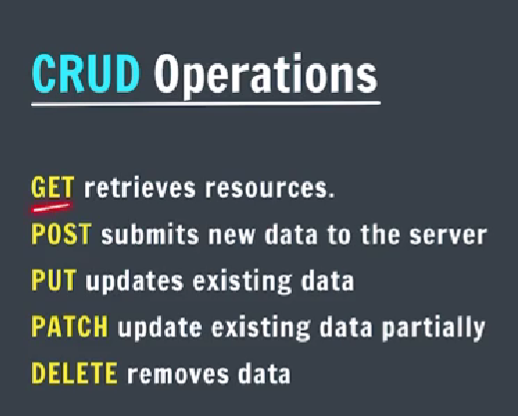 CRUD Operations
GET retrieves resources.
POST submits new data to the server
PUT updates existing data
PATCH update existing data partially
DELETE removes data